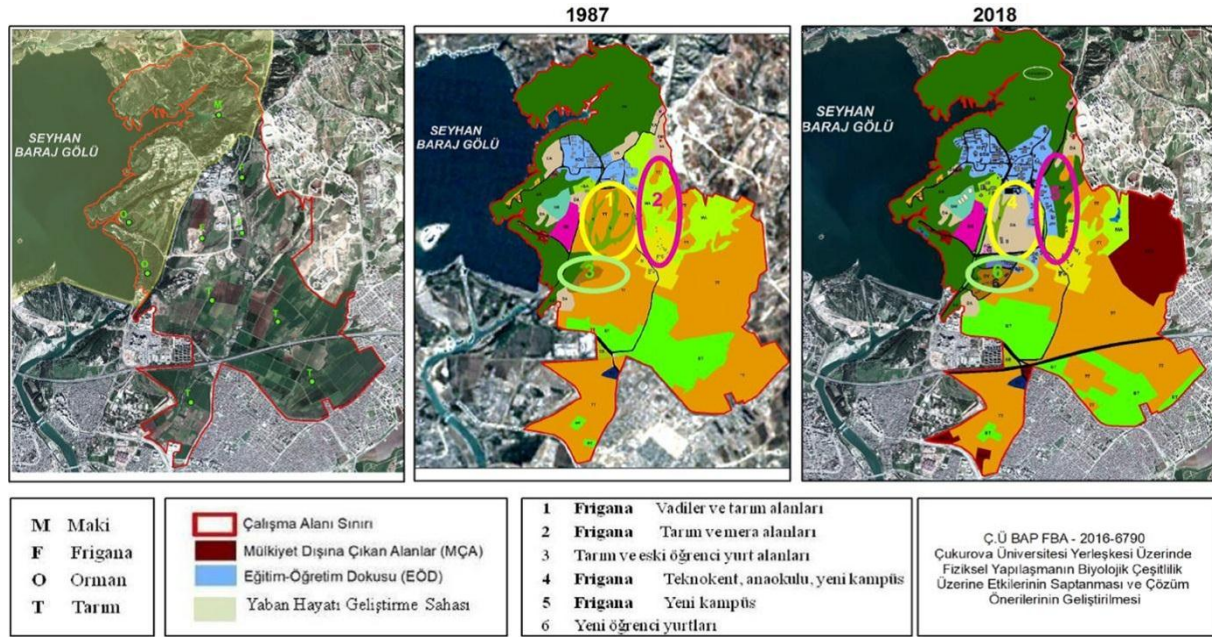 1987
2018
SEYHAN
BARAJ GÖLÜ
M
F
F
F
O
O
T
T
T
T
SEYHAN
BARAJ GÖLÜ
1
2
3
SEYHAN
BARAJ GÖLÜ
4
M Maki
F Frigana
O Orman
T Tarım
Çalışma Alanı Sınırı
Mülkiyet Dışına Çıkan Alanlar (MÇA)
Eğitim-Öğretim Dokusu (EÖD)
Yaban Hayatı Geliştirme Sahası
1 Frigana Vadiler ve tarım alanları
2 Frigana Tarım ve mera alanları
3 Tarım ve eski öğrenci yurt alanları
4 Frigana Teknokent, anaokulu, yeni kampüs
5 Frigana Yeni kampüs
6 Yeni öğrenci yurtları
Ç.Ü BAP FBA - 2016-6790
Çukurova Üniversitesi Yerleşkesi Üzerinde
Fiziksel Yapılaşmanın Biyolojik Çeşitlilik
Üzerine Etkilerinin Saptanması ve Çözüm
Önerilerinin Geliştirilmesi